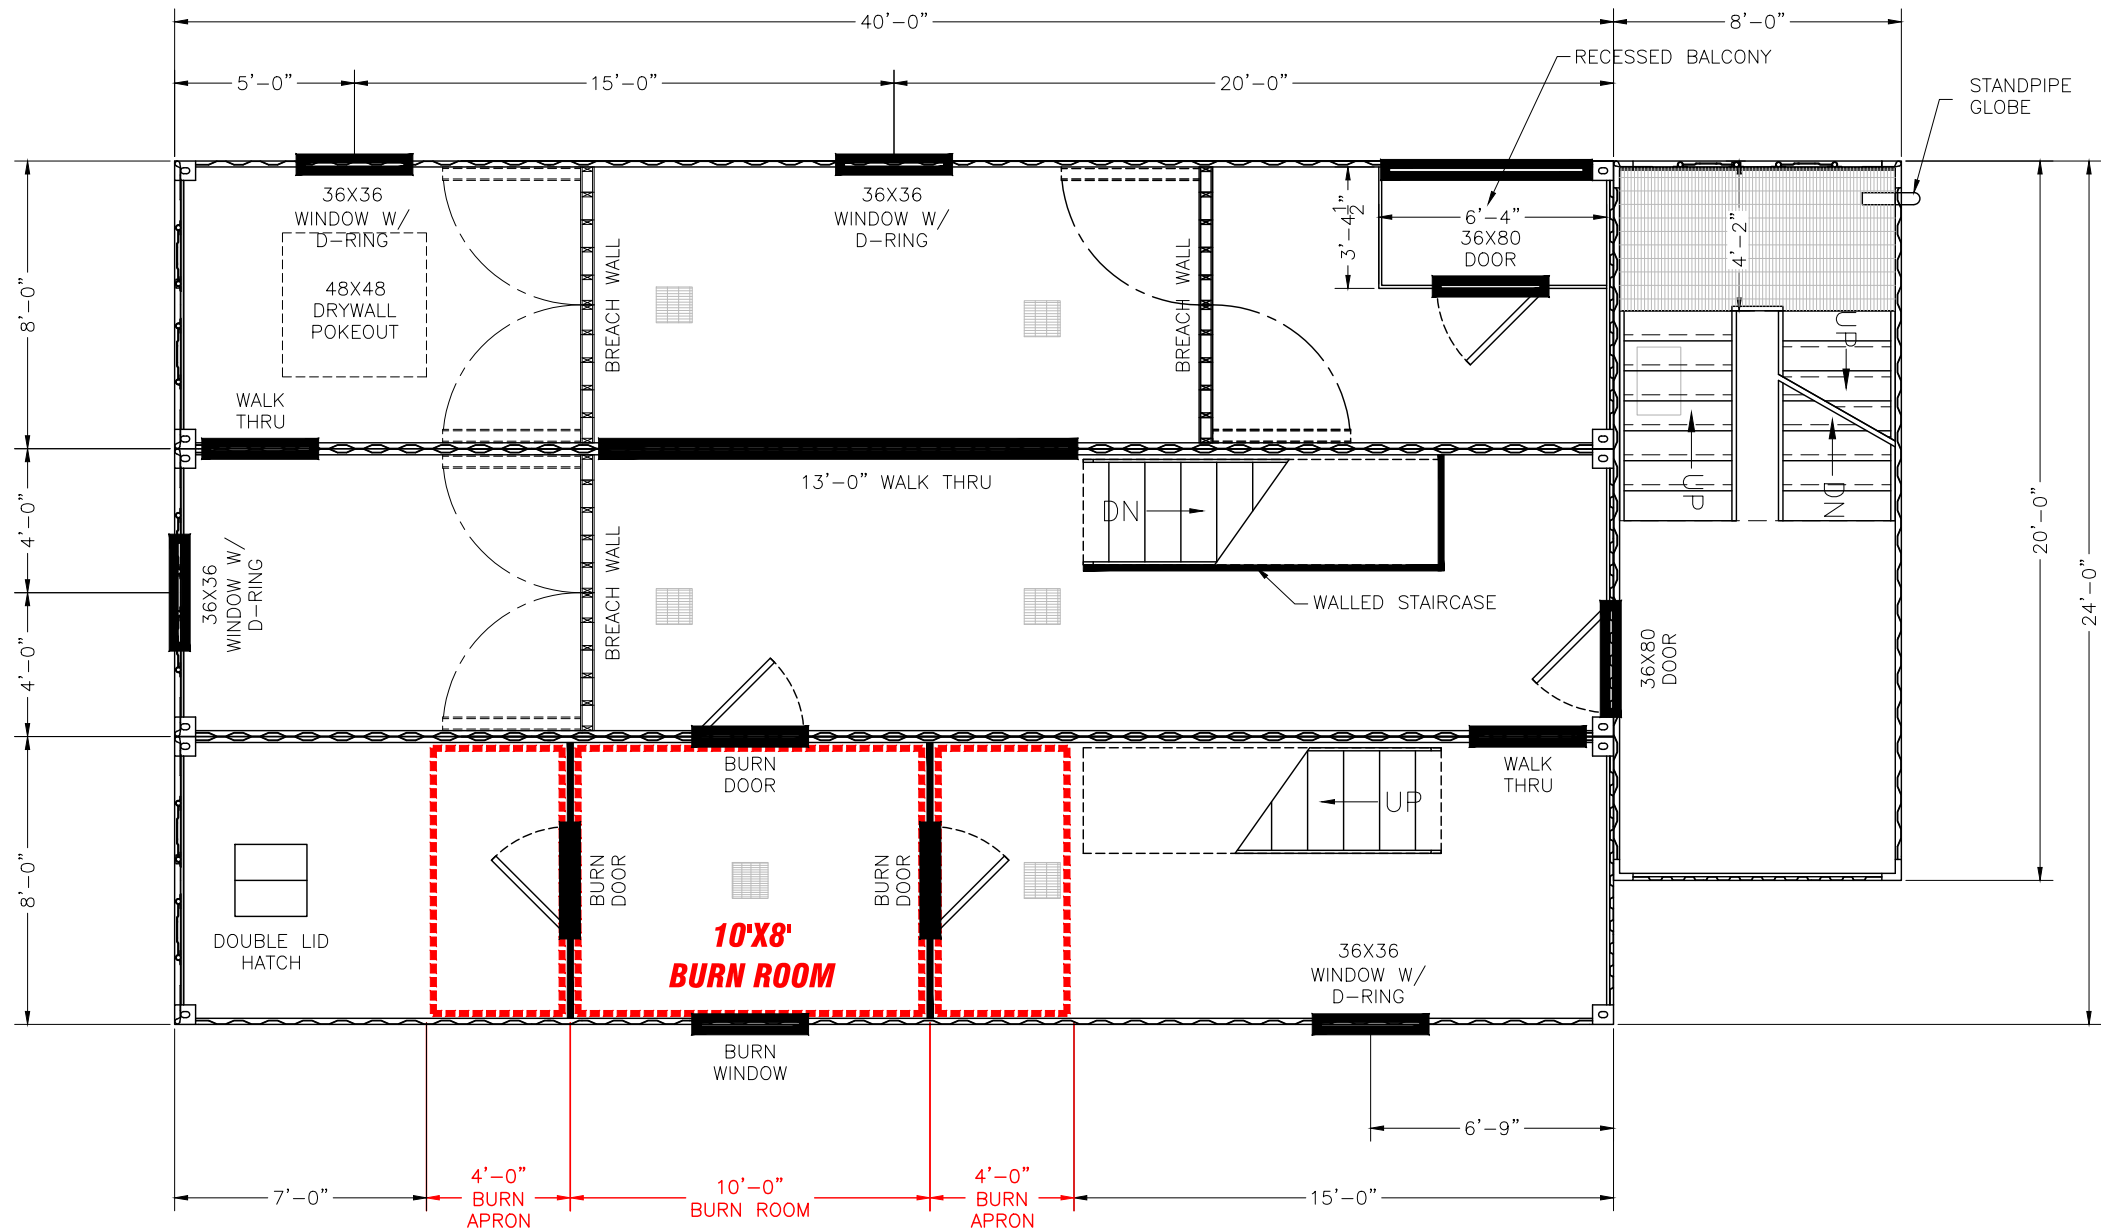 40'-0"
8'-0"
RECESSED BALCONY
5'-0"
15'-0"
20'-0"
STANDPIPE
GLOBE
36X36
WINDOW W/
D-RING
36X36
WINDOW W/
D-RING
3'-4 1/2"
6'-4"
36X80
DOOR
4'-2"
8'-0"
48X48
DRYWALL
POKEOUT
BREACH WALL
BREACH WALL
UP
WALK
THRU
13'-0" WALK THRU
DN
UP
DN
4'-0"
36X36
WINDOW W/
D-RING
BREACH WALL
WALLED STAIRCASE
20'-0"
24'-0"
4'-0"
36X80
DOOR
BURN
DOOR
WALK
THRU
UP
8'-0"
BURN
DOOR
BURN
DOOR
10'X8'
BURN ROOM
DOUBLE LID
HATCH
36X36
WINDOW W/
D-RING
BURN
WINDOW
6'-9"
7'-0"
4'-0"
BURN
APRON
10'-0"
BURN ROOM
4'-0"
BURN
APRON
15'-0"